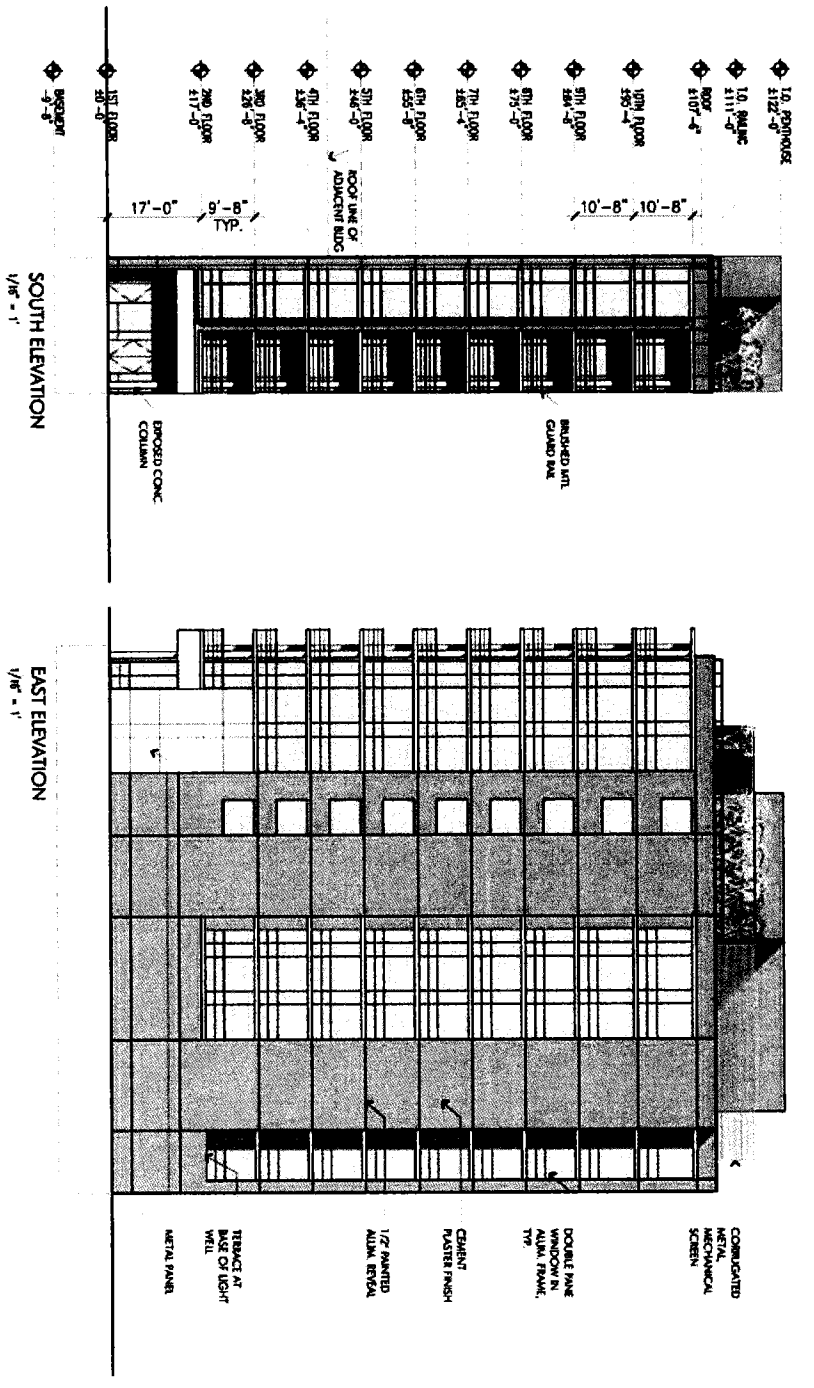 T.O. PENTHOUSE
±122'-0"
T.O. RAILING
±111'-0"
ROOF
±107'-4"
10TH FLOOR
±95'-4"
9TH FLOOR
±84'-8"
8TH FLOOR
±75'-0"
7TH FLOOR
±65'-4"
6TH FLOOR
±55'-8"
5TH FLOOR
±46'-0"
4TH FLOOR
±36'-4"
3RD FLOOR
±26'-8"
2ND FLOOR
±17'-0"
1ST FLOOR
±0'-0"
BASEMENT
-9'-8"
10'-8"
10'-8"
9'-8"
TYP.
17'-0"
ROOF LINE OF
ADJACENT BLDG
BRUSHED MTL
GUARD RAIL
EXPOSED CONC.
COLUMN
SOUTH ELEVATION
1/16" = 1'
CORRUGATED
METAL
MECHANICAL
SCREEN
DOUBLE PANE
WINDOW IN
ALUM. FRAME,
TYP.
CEMENT
PLASTER FINISH
1/2" PAINTED
ALUM. REVEAL
TERRACE AT
BASE OF LIGHT
WELL
METAL PANEL
EAST ELEVATION
1/16" = 1'